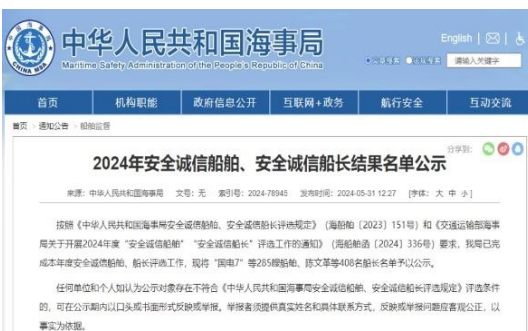 中华人民共和国海事局
Maritime Safety Administration of the People's Republic of China
CHINA MSA
English
请输入关键字
首页 机构职能 政府信息公开 互联网+政务 航行安全 互动交流
首页 > 通知公告 > 船舶监督
分享到：
2024年安全诚信船舶、安全诚信船长结果名单公示
来源：中华人民共和国海事局 文号：无 索引号：2024-78945 发布时间：2024-05-31 12:27 [字体：大 中 小]
按照《中华人民共和国海事局安全诚信船舶、安全诚信船长评选规定》（海船舶〔2023〕151号）和《交通运输部海事
局关于开展2024年度“安全诚信船舶”“安全诚信船长”评选工作的通知》（海船舶函〔2024〕336号）要求，我局已完
成本年度安全诚信船舶、船长评选工作，现将“国电7”等285艘船舶、陈文革等408名船长名单予以公示。
任何单位和个人如认为公示对象存在不符合《中华人民共和国海事局安全诚信船舶、安全诚信船长评选规定》评选条件
的，可在公示期内以口头或书面形式反映或举报。举报者须提供真实姓名和具体联系方式，反映或举报问题应客观公正，以
事实为依据。